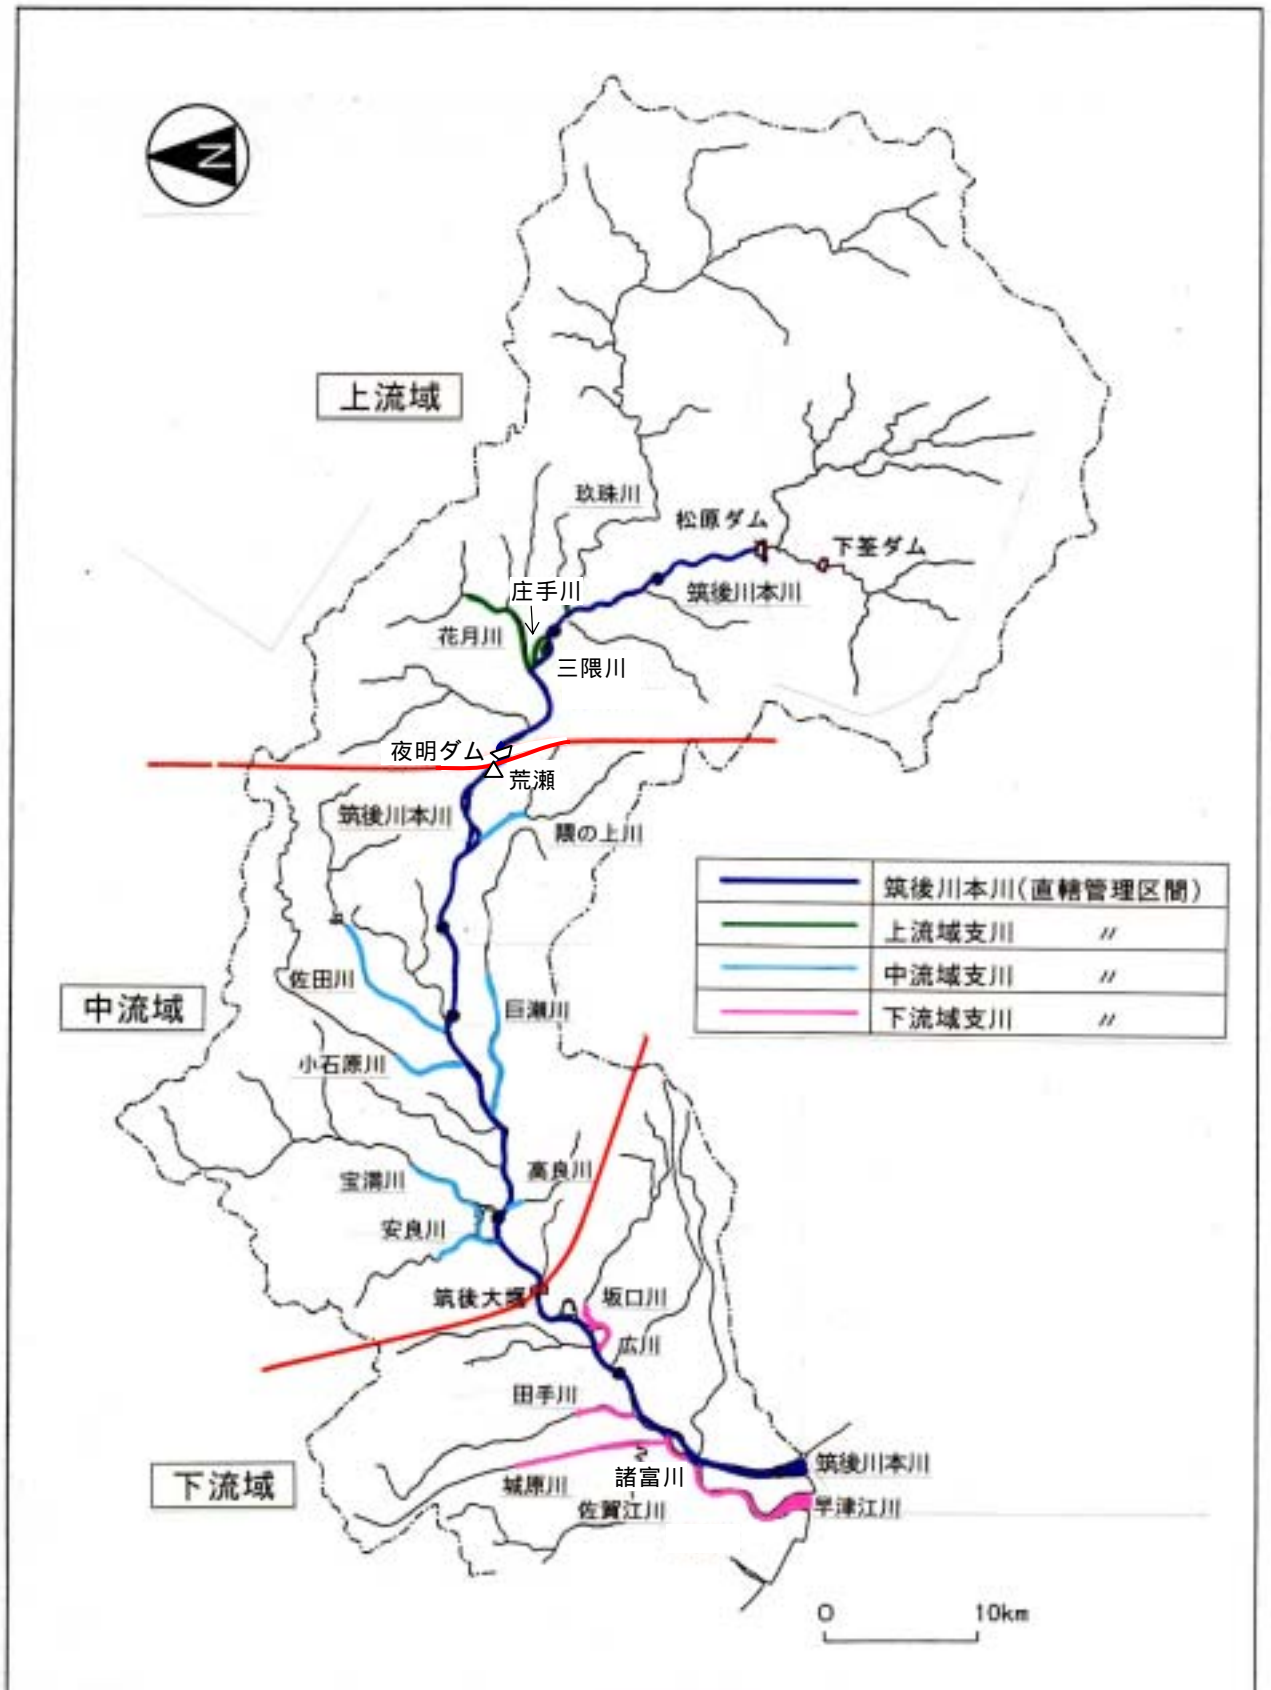 N
上流域
玖珠川
松原ダム
下筌ダム
庄手川
筑後川本川
花月川
三隈川
夜明ダム
荒瀬
筑後川本川
隈の上川
筑後川本川(直轄管理区間)
上流域支川 〃
中流域支川 〃
下流域支川 〃
佐田川
中流域
巨瀬川
小石原川
高良川
宝満川
安良川
筑後大堰
坂口川
広川
田手川
下流域
城原川
諸富川
筑後川本川
佐賀江川
早津江川
0 10km